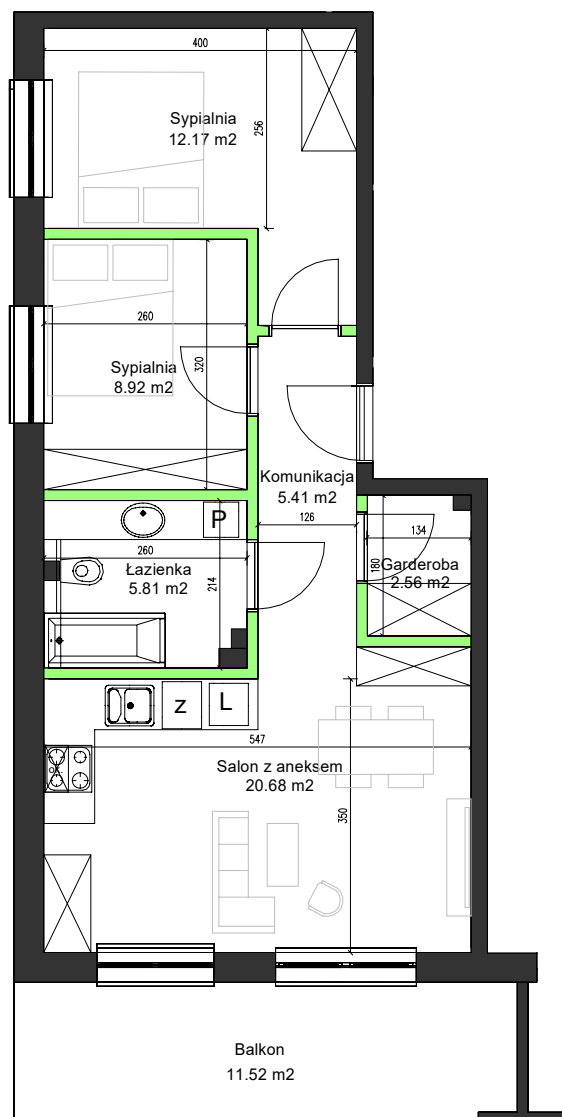 400
Sypialnia
12.17 m2
256
260
Sypialnia
8.92 m2
320
Komunikacja
5.41 m2
126
P
260
Łazienka
5.81 m2
214
134
Garderoba
2.56 m2
180
Z
L
547
Salon z aneksem
20.68 m2
350
Balkon
11.52 m2